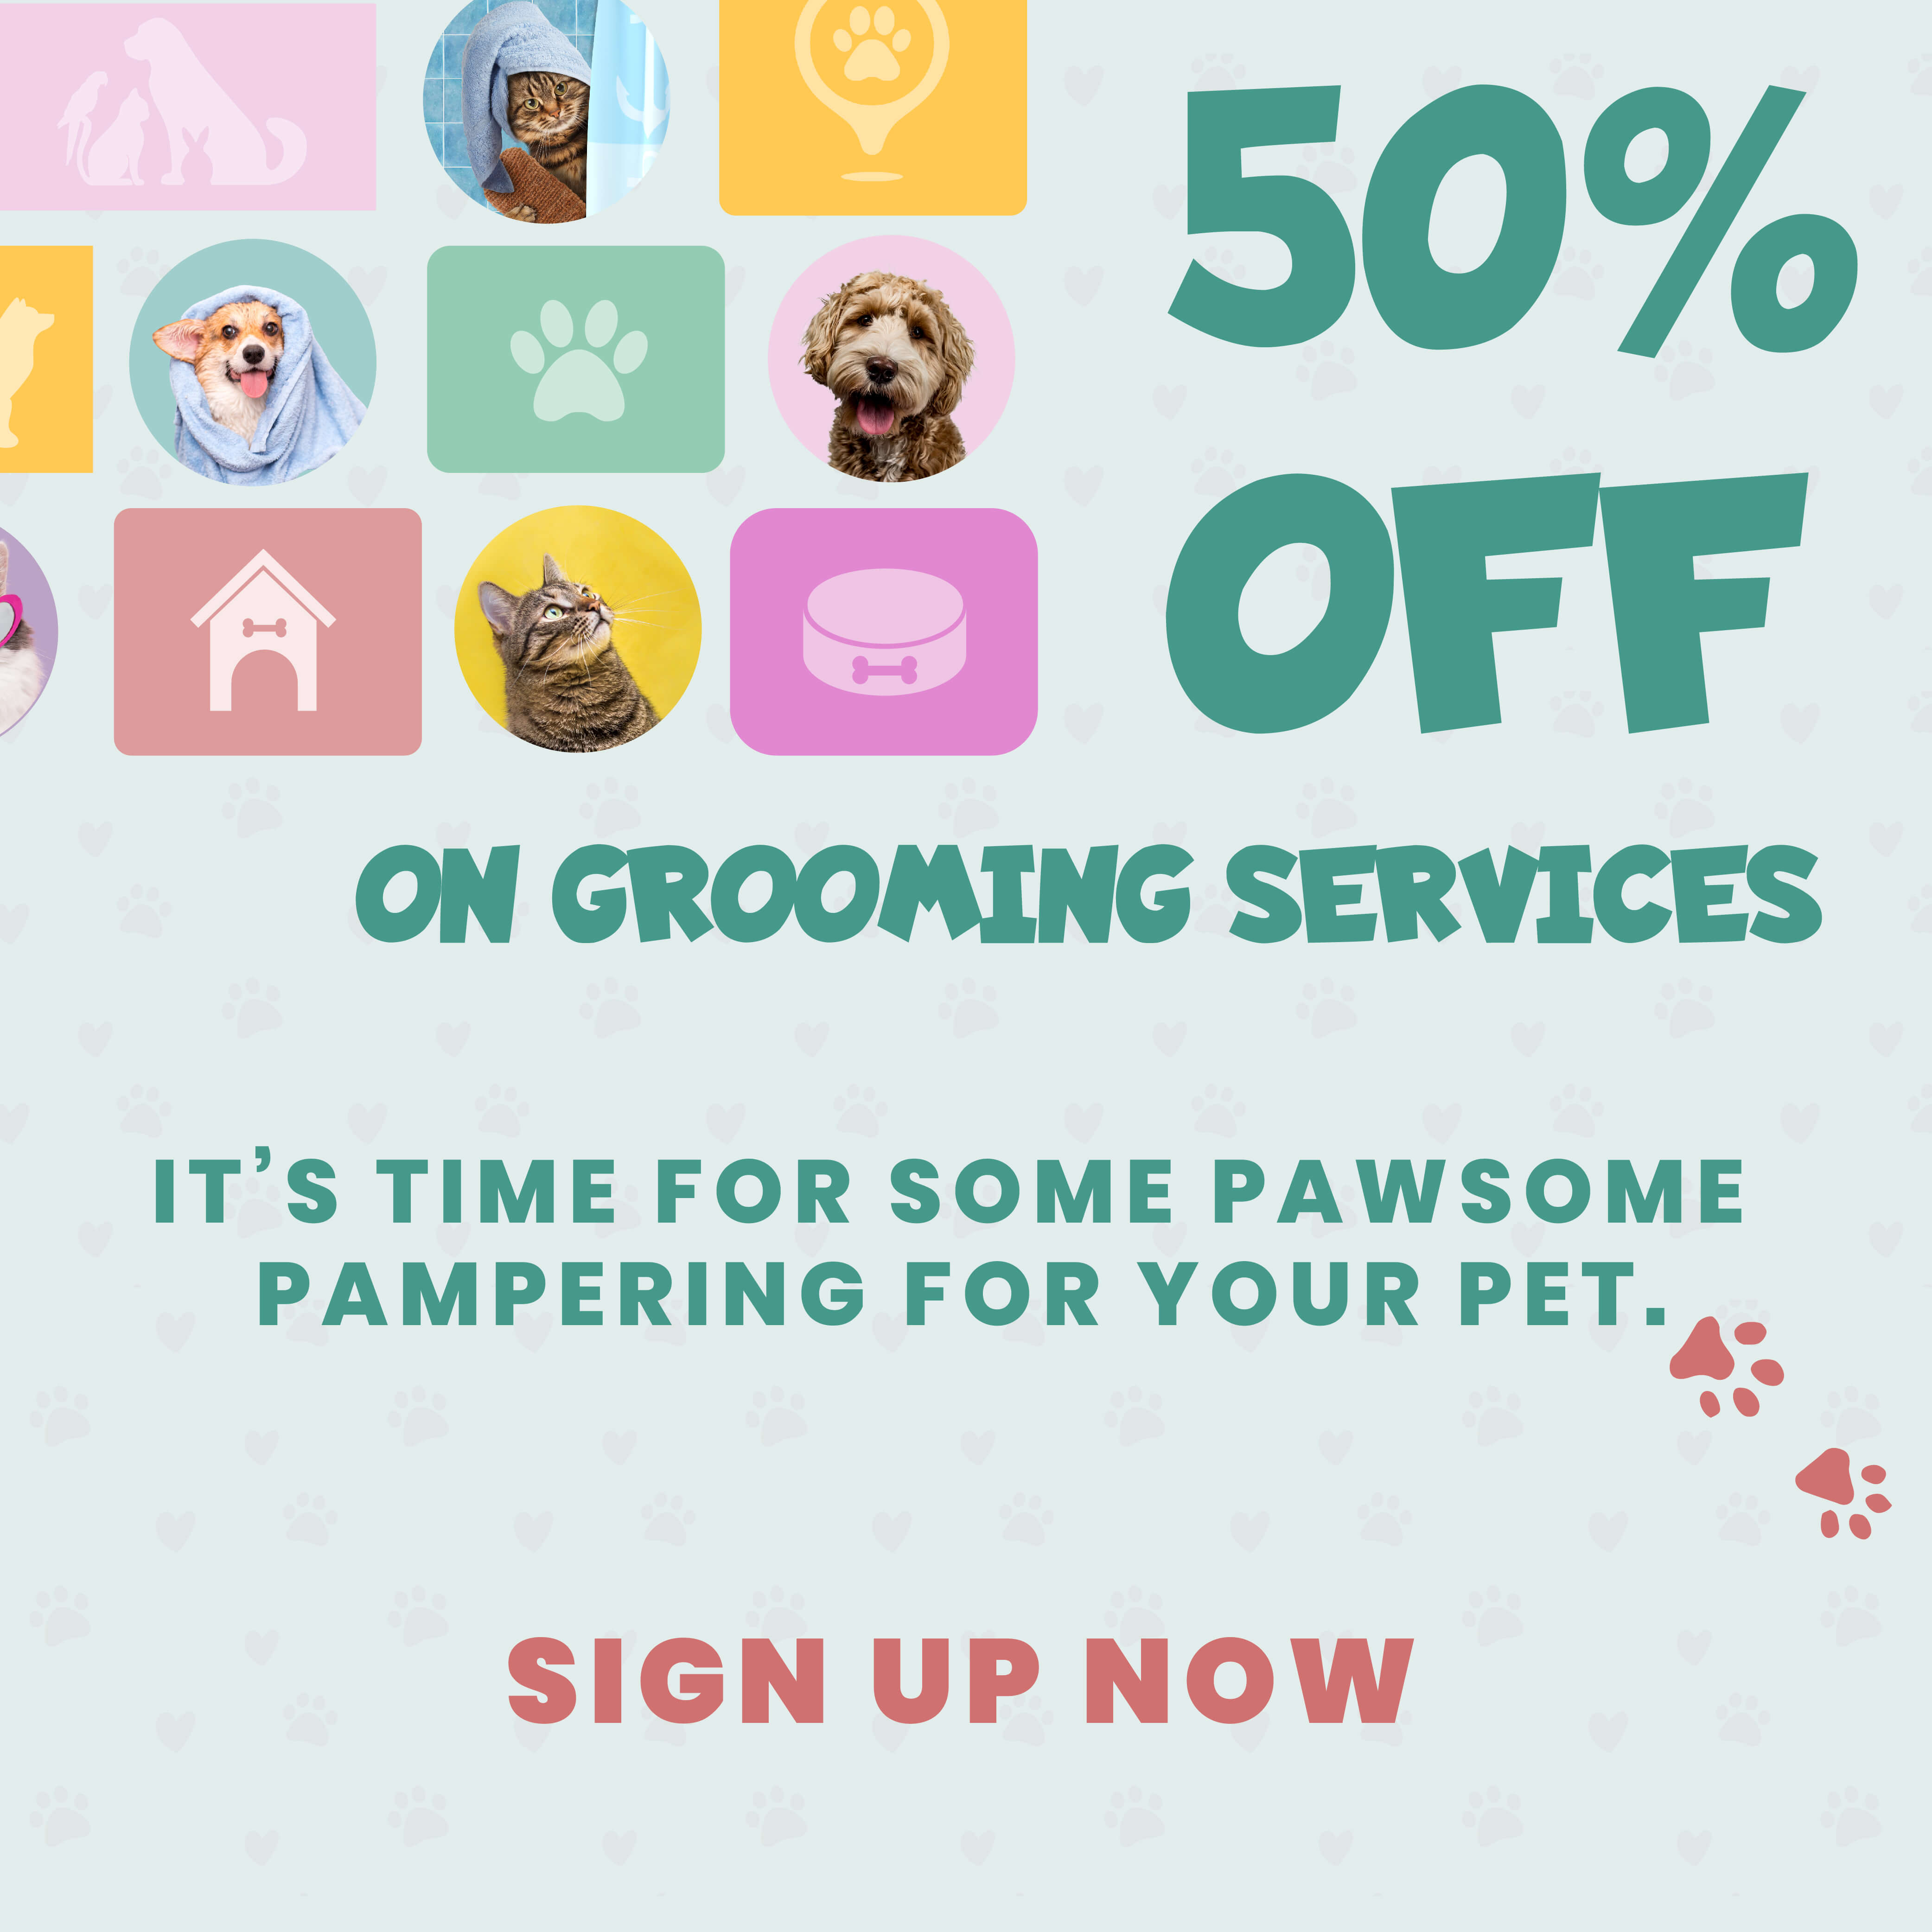 50%
OFF
ON GROOMING SERVICES
IT’S TIME FOR SOME PAWSOME
PAMPERING FOR YOUR PET.
SIGN UP NOW